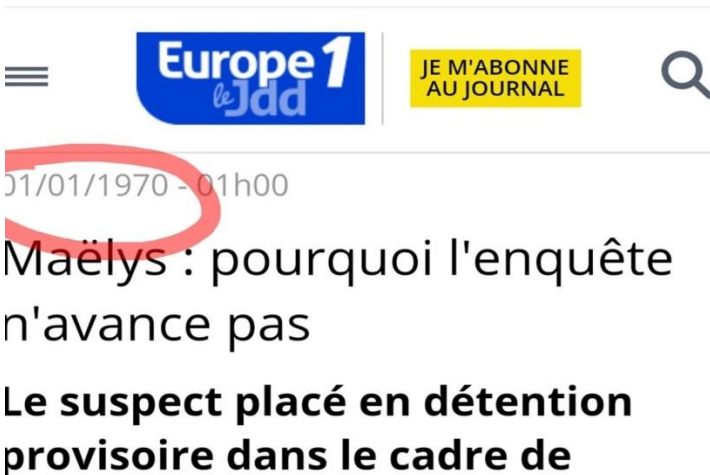 Europe 1
le Jdd
JE M'ABONNE
AU JOURNAL
01/01/1970 - 01h00
Maëlys : pourquoi l'enquête
n'avance pas
Le suspect placé en détention
provisoire dans le cadre de